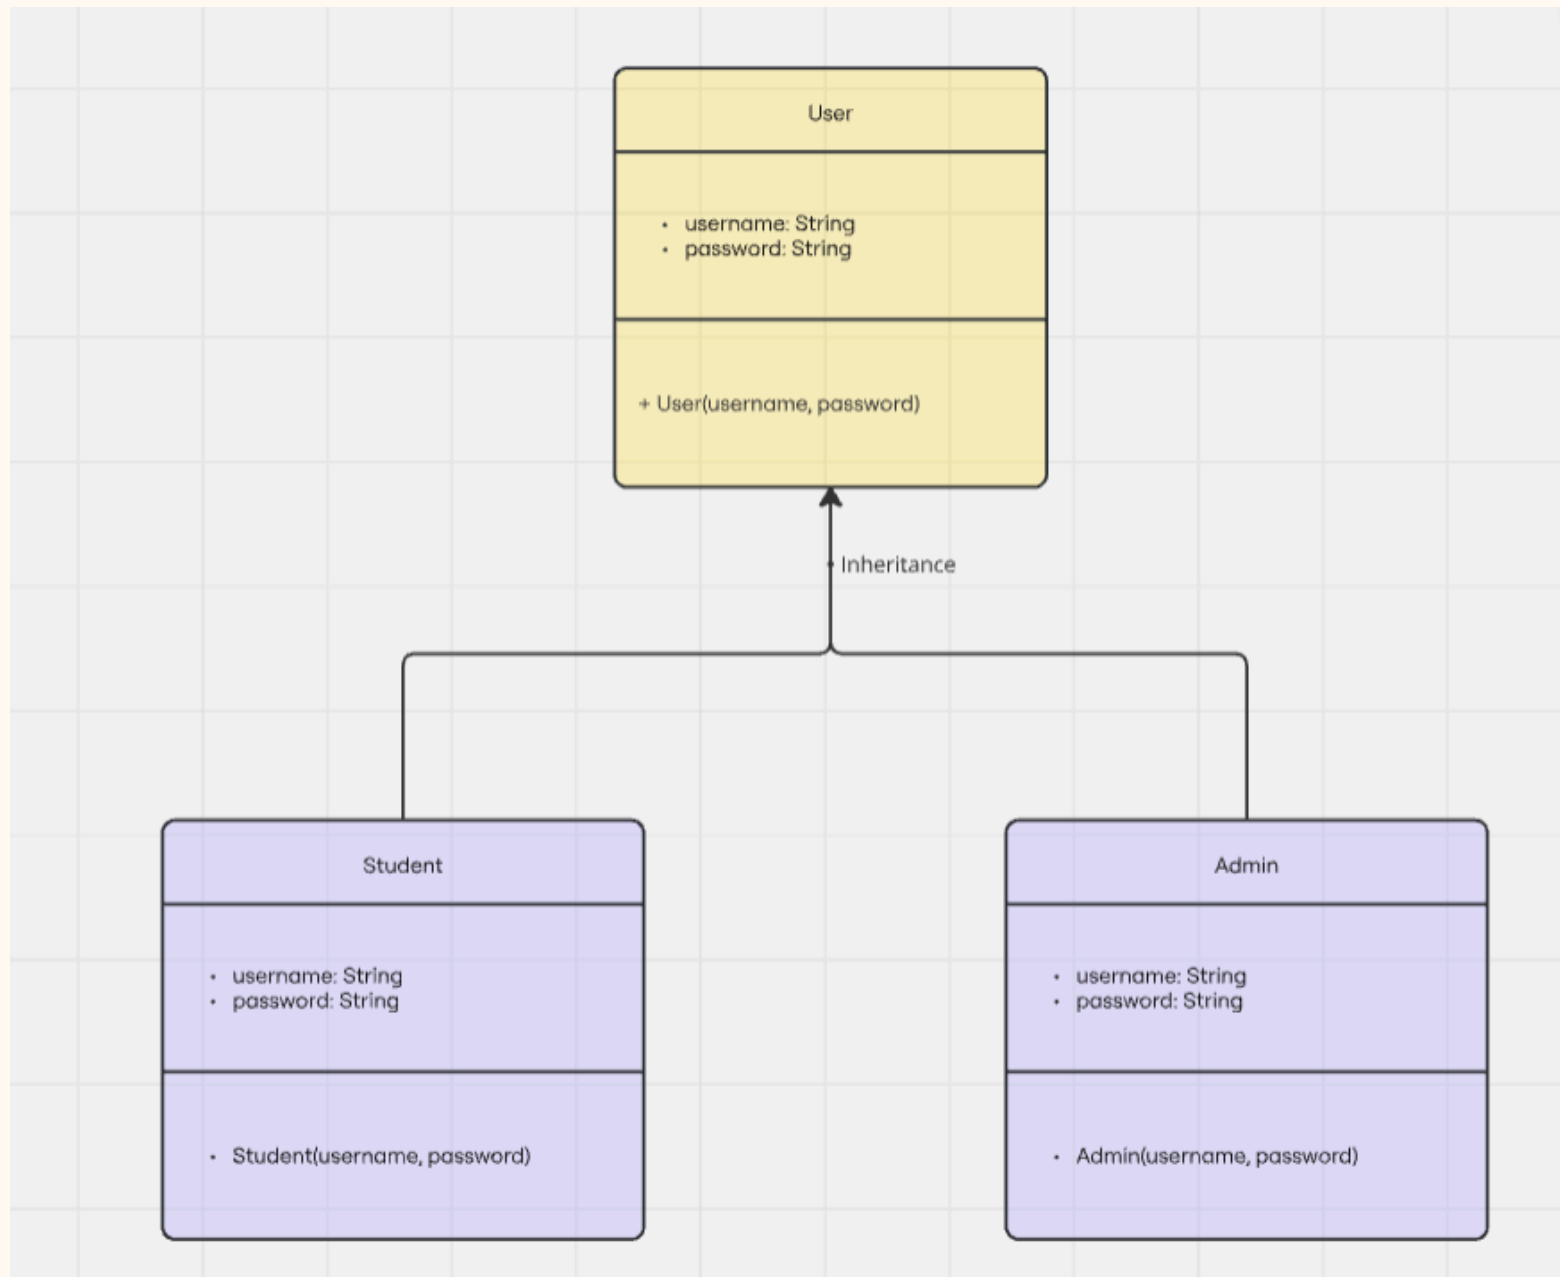 User
• username: String
• password: String
+ User(username, password)
Inheritance
Student
• username: String
• password: String
• Student(username, password)
Admin
• username: String
• password: String
• Admin(username, password)